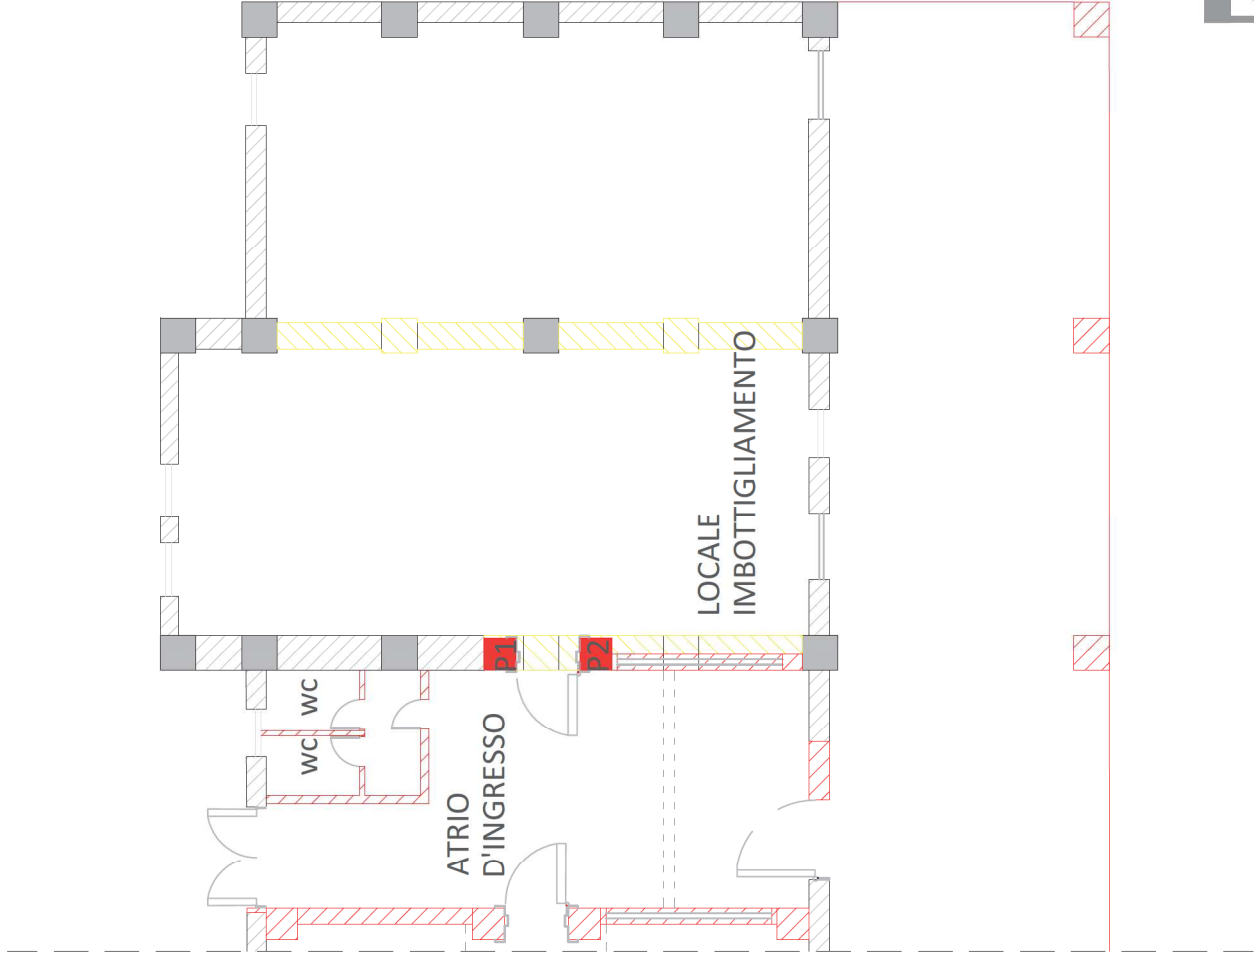 LOCALE
IMBOTTIGLIAMENTO
P1
P2
wc
wc
ATRIO
D'INGRESSO